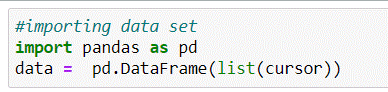 #importing data set
import pandas as pd
data =  pd.DataFrame(list(cursor))